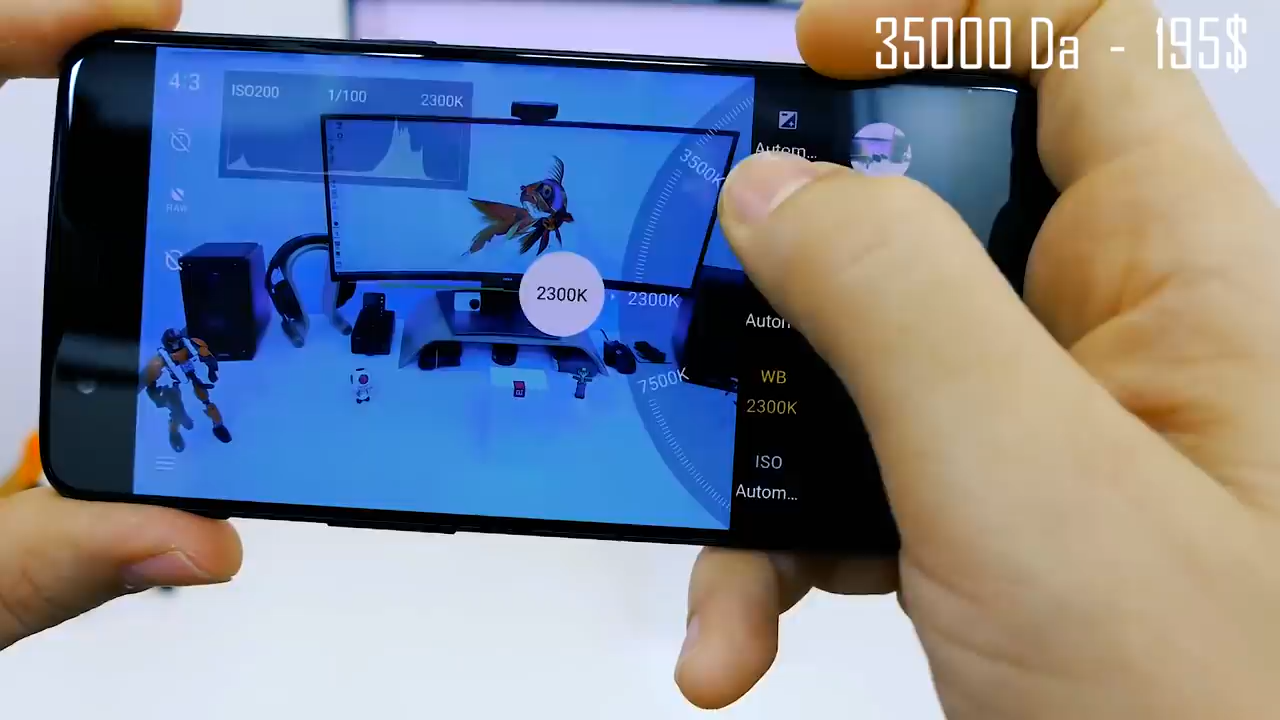 35000 Da - 195$
4:3
ISO200 1/100 2300K
RAW
3500K
2300K
2300K
7500K
Autom...
Auton
WB
2300K
ISO
Autom...